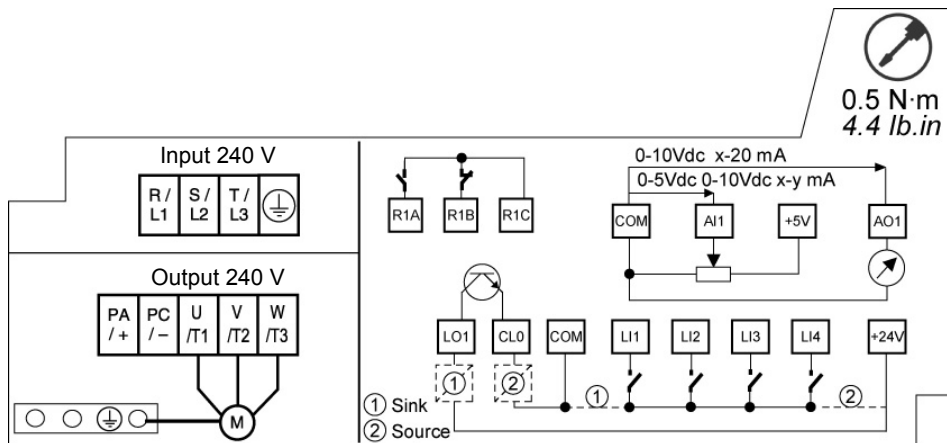 0.5 N·m
4.4 lb.in
Input 240 V
R / L1
S / L2
T / L3
Output 240 V
PA / +
PC / –
U /T1
V /T2
W /T3
M
R1A
R1B
R1C
0-10Vdc x-20 mA
0-5Vdc 0-10Vdc x-y mA
COM
AI1
+5V
AO1
LO1
CL0
COM
LI1
LI2
LI3
LI4
+24V
①
②
①
②
① Sink
② Source